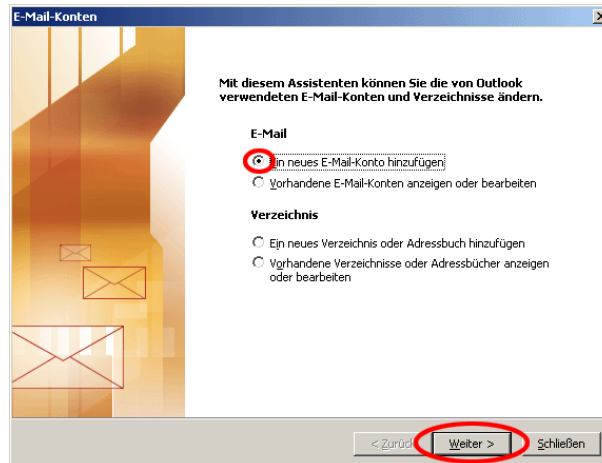 E-Mail-Konten
Mit diesem Assistenten können Sie die von Outlook
verwendeten E-Mail-Konten und Verzeichnisse ändern.
E-Mail
Ein neues E-Mail-Konto hinzufügen
Vorhandene E-Mail-Konten anzeigen oder bearbeiten
Verzeichnis
Ein neues Verzeichnis oder Adressbuch hinzufügen
Vorhandene Verzeichnisse oder Adressbücher anzeigen
oder bearbeiten
< Zurück Weiter > Schließen